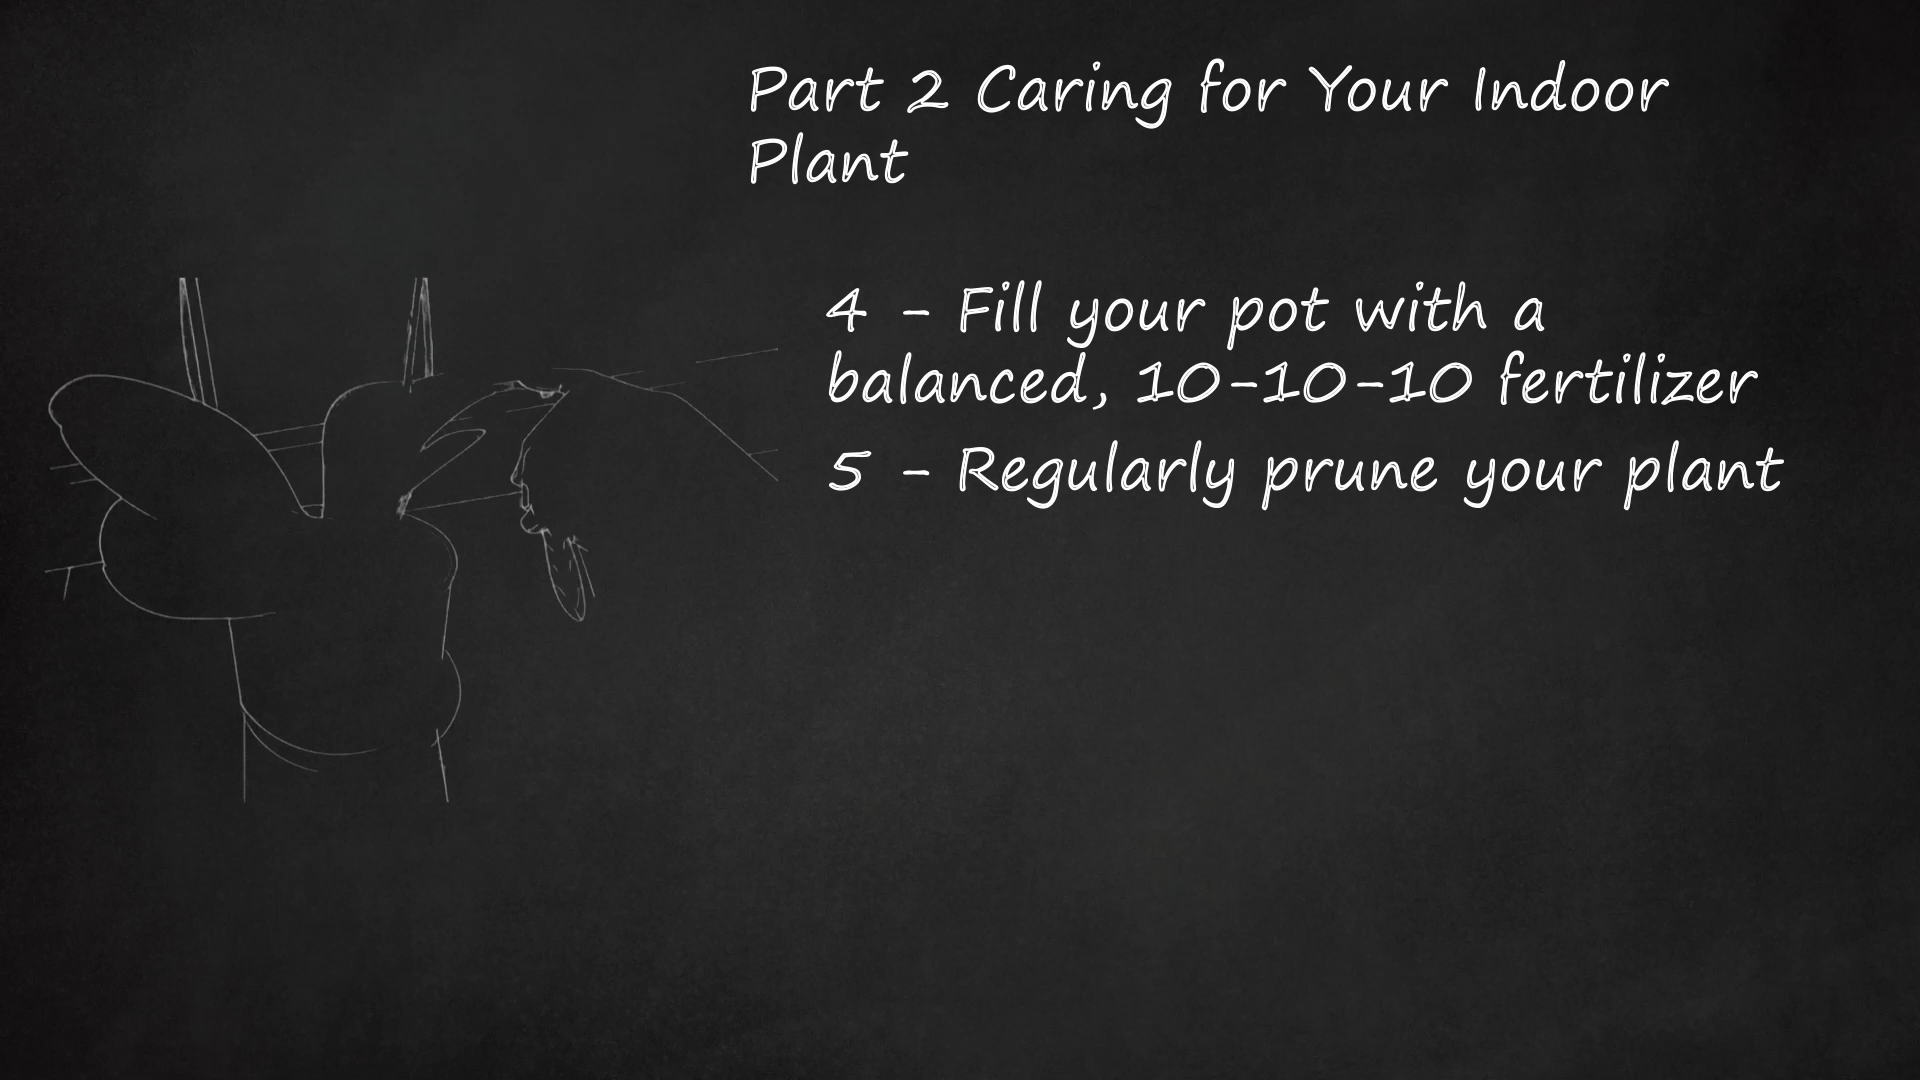 Part 2 Caring for Your Indoor
Plant
4 - Fill your pot with a
balanced, 10-10-10 fertilizer
5 - Regularly prune your plant